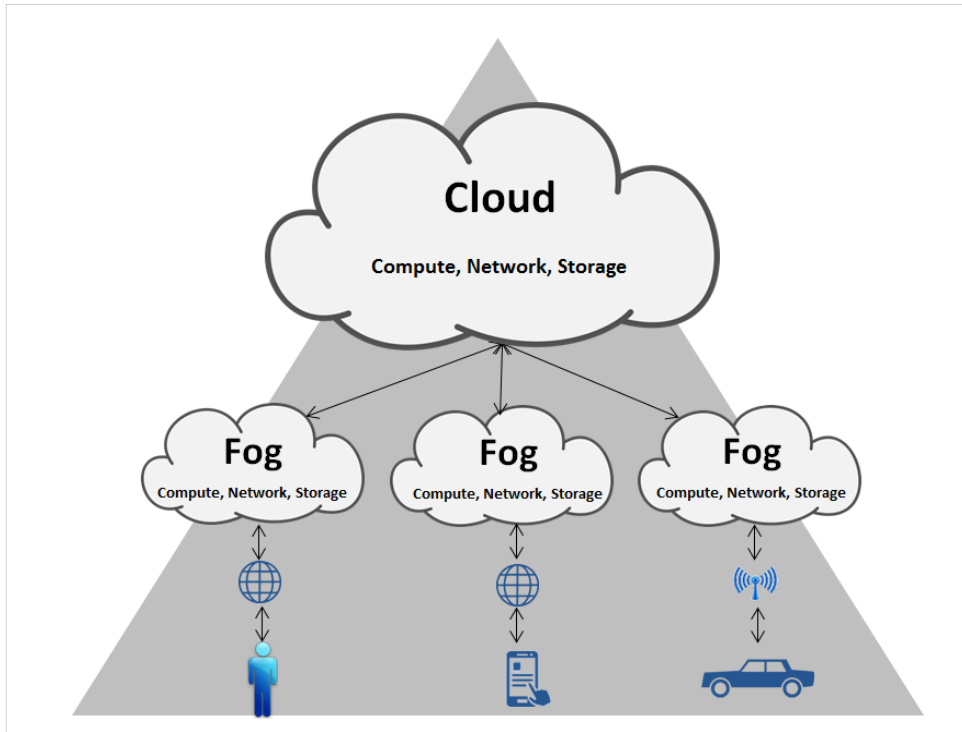 Cloud
Compute, Network, Storage
Fog
Compute, Network, Storage
Fog
Compute, Network, Storage
Fog
Compute, Network, Storage